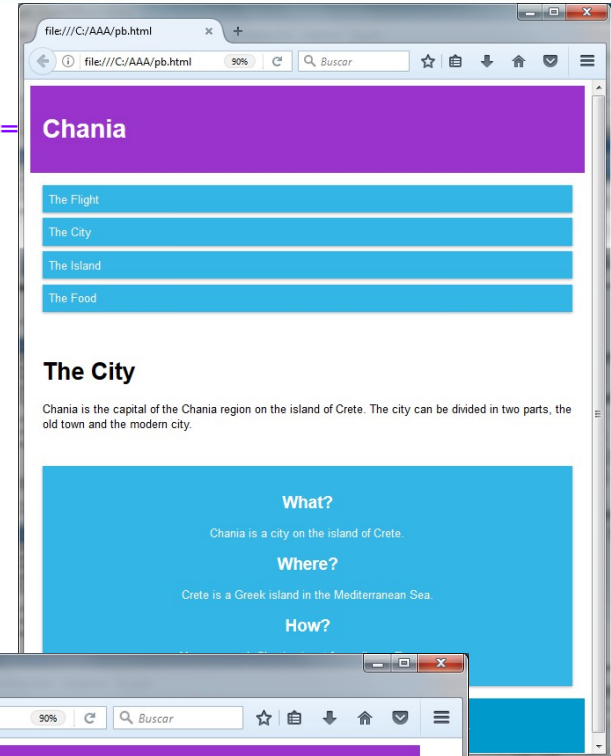 =
file:///C:/AAA/pb.html × +
file:///C:/AAA/pb.html 90% Buscar
Chania
The Flight
The City
The Island
The Food
The City
Chania is the capital of the Chania region on the island of Crete. The city can be divided in two parts, the
old town and the modern city.
What?
Chania is a city on the island of Crete.
Where?
Crete is a Greek island in the Mediterranean Sea.
How?
90% Buscar